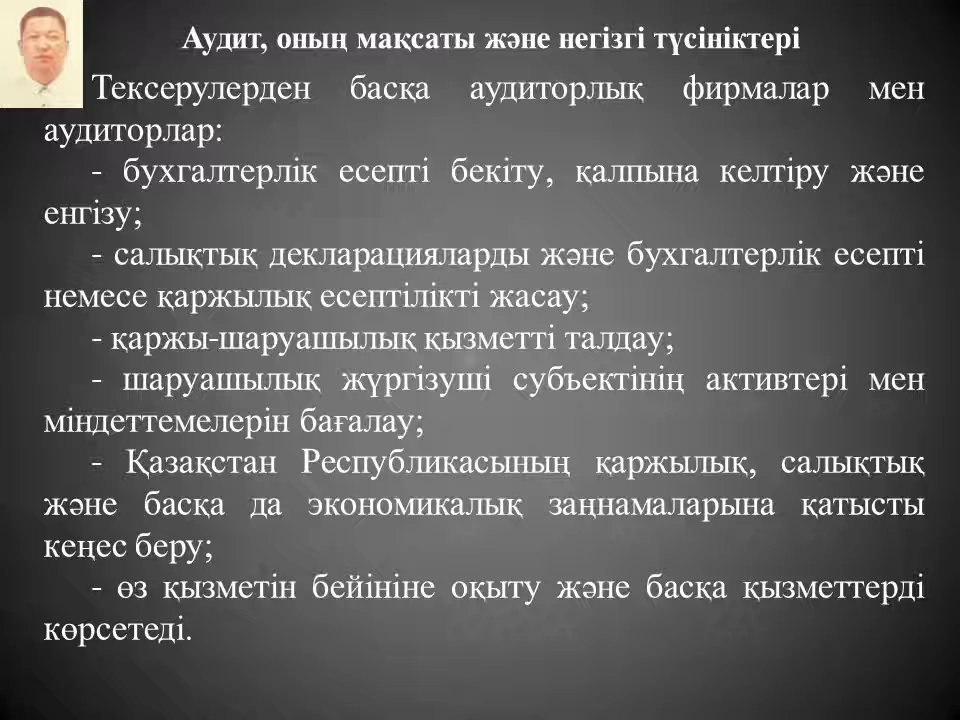 Аудит, оның мақсаты және негізгі түсініктері
Тексерулерден басқа аудиторлық фирмалар мен
аудиторлар:
- бухгалтерлік есепті бекіту, қалпына келтіру және
енгізу;
- салықтық декларацияларды және бухгалтерлік есепті
немесе қаржылық есептілікті жасау;
- қаржы-шаруашылық қызметті талдау;
- шаруашылық жүргізуші субъектінің активтері мен
міндеттемелерін бағалау;
- Қазақстан Республикасының қаржылық, салықтық
және басқа да экономикалық заңнамаларына қатысты
кеңес беру;
- өз қызметін бейініне оқыту және басқа қызметтерді
көрсетеді.